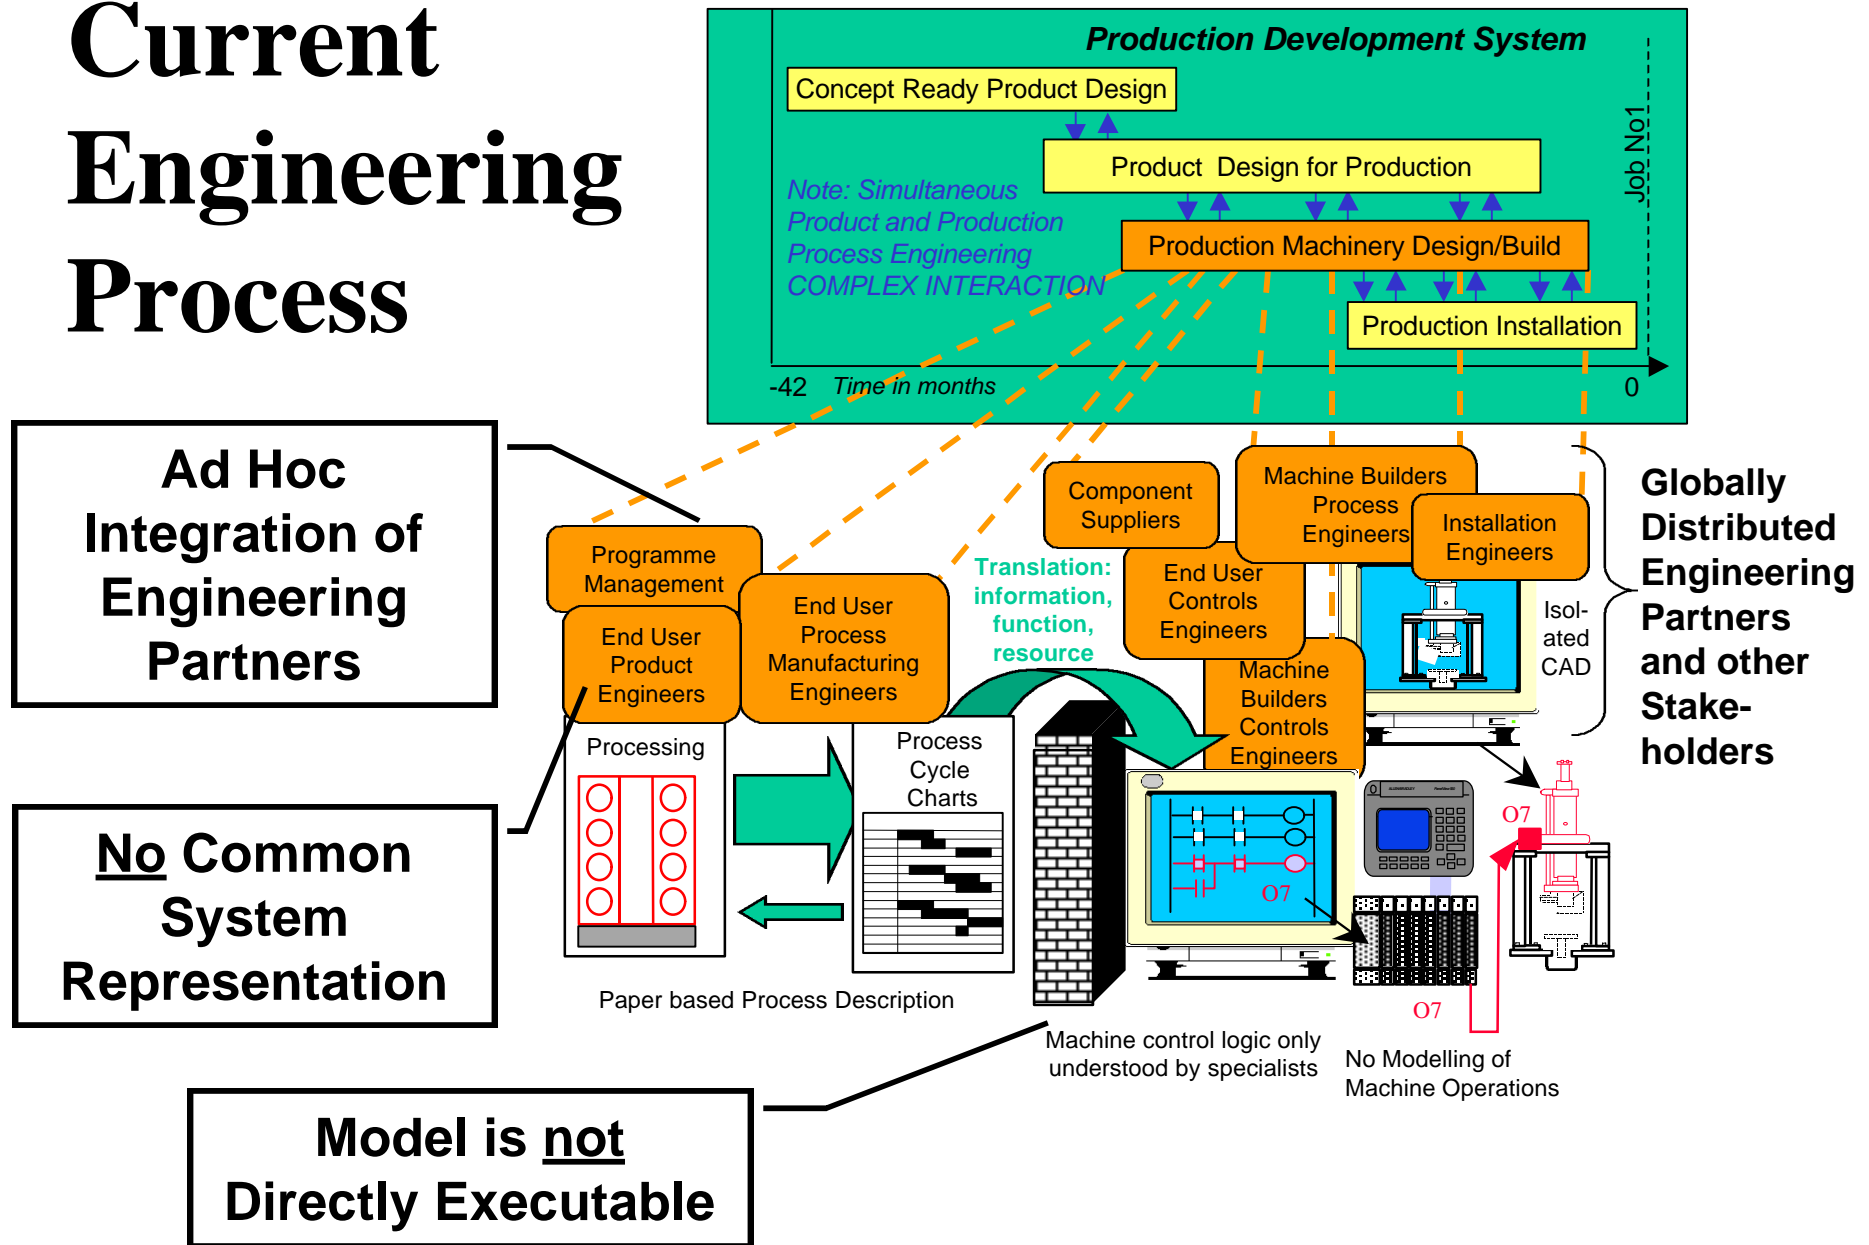 Current
Engineering
Process
Production Development System
Concept Ready Product Design
Product Design for Production
Note: Simultaneous
Product and Production
Process Engineering
COMPLEX INTERACTION
Production Machinery Design/Build
Production Installation
Job No1
-42
Time in months
0
Ad Hoc
Integration of
Engineering
Partners
No Common
System
Representation
Model is not
Directly Executable
Programme
Management
End User
Product
Engineers
End User
Process
Manufacturing
Engineers
Component
Suppliers
Machine Builders
Process
Engineers
Installation
Engineers
End User
Controls
Engineers
Machine
Builders
Controls
Engineers
Translation:
information,
function,
resource
Isol-
ated
CAD
Globally
Distributed
Engineering
Partners
and other
Stake-
holders
Processing
Process
Cycle
Charts
Paper based Process Description
O7
O7
O7
Machine control logic only
understood by specialists
No Modelling of
Machine Operations